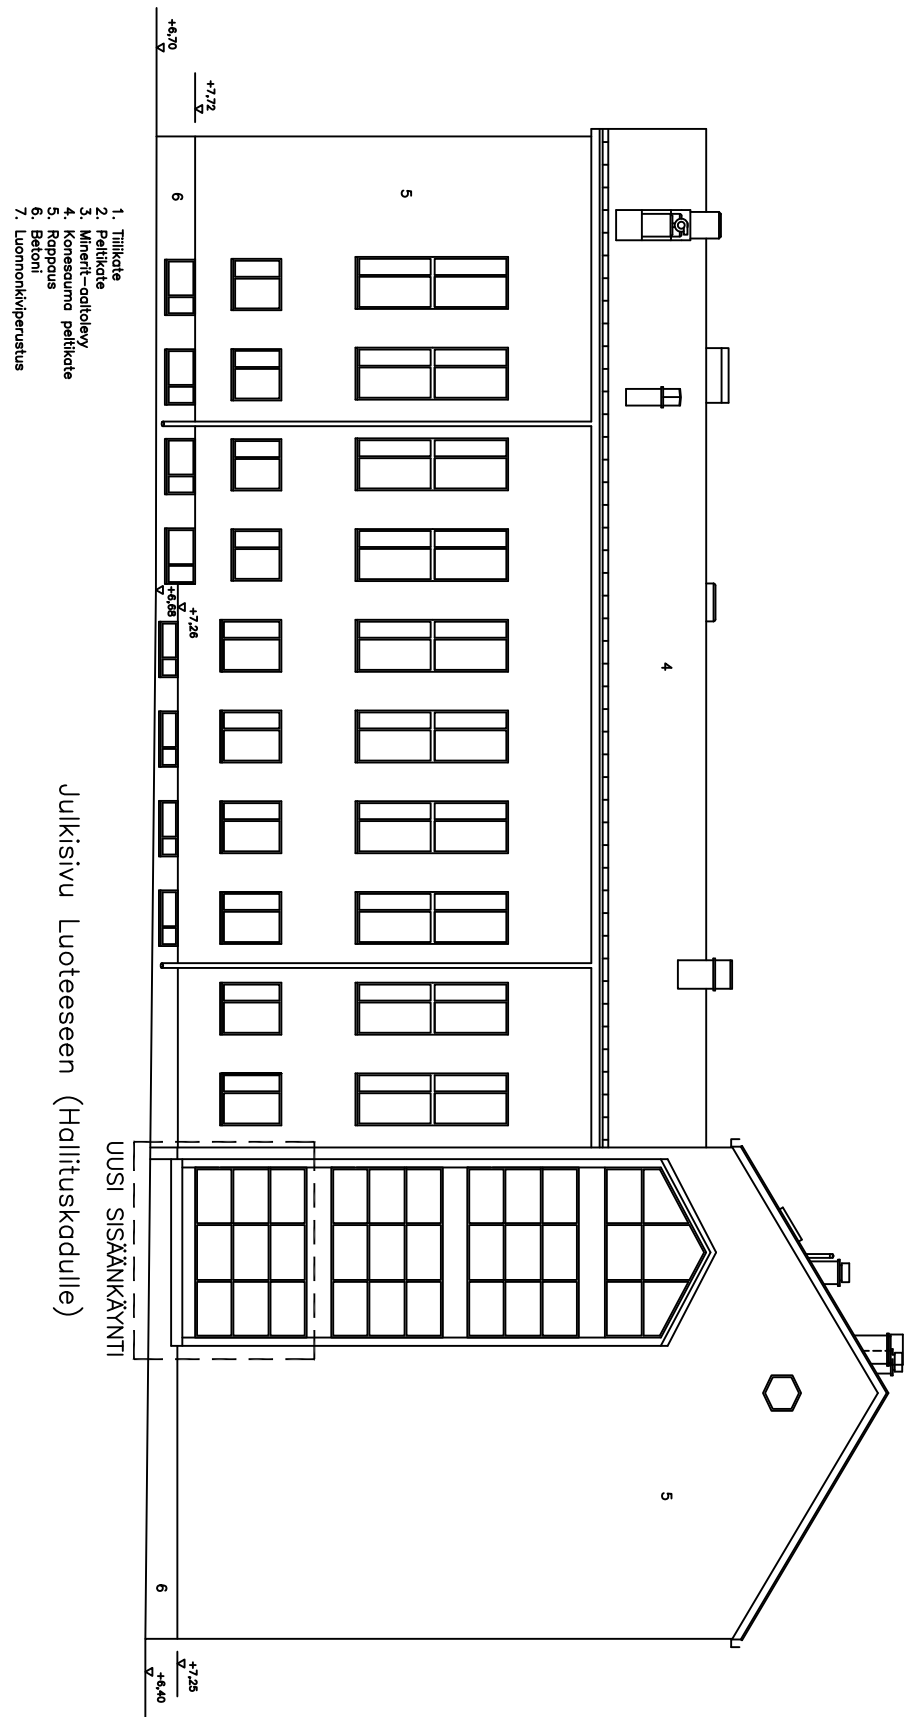 4
5
5
6
6
+6,70
+7,72
+7,26
+6,68
+7,25
+6,40
1. Tiilikate
2. Peltikate
3. Minerit-aaltolevy
4. Konesauma peltikate
5. Rappaus
6. Betoni
7. Luonnonkiviperustus
UUSI SISÄÄNKÄYNTI
Julkisivu Luoteeseen (Hallituskadulle)